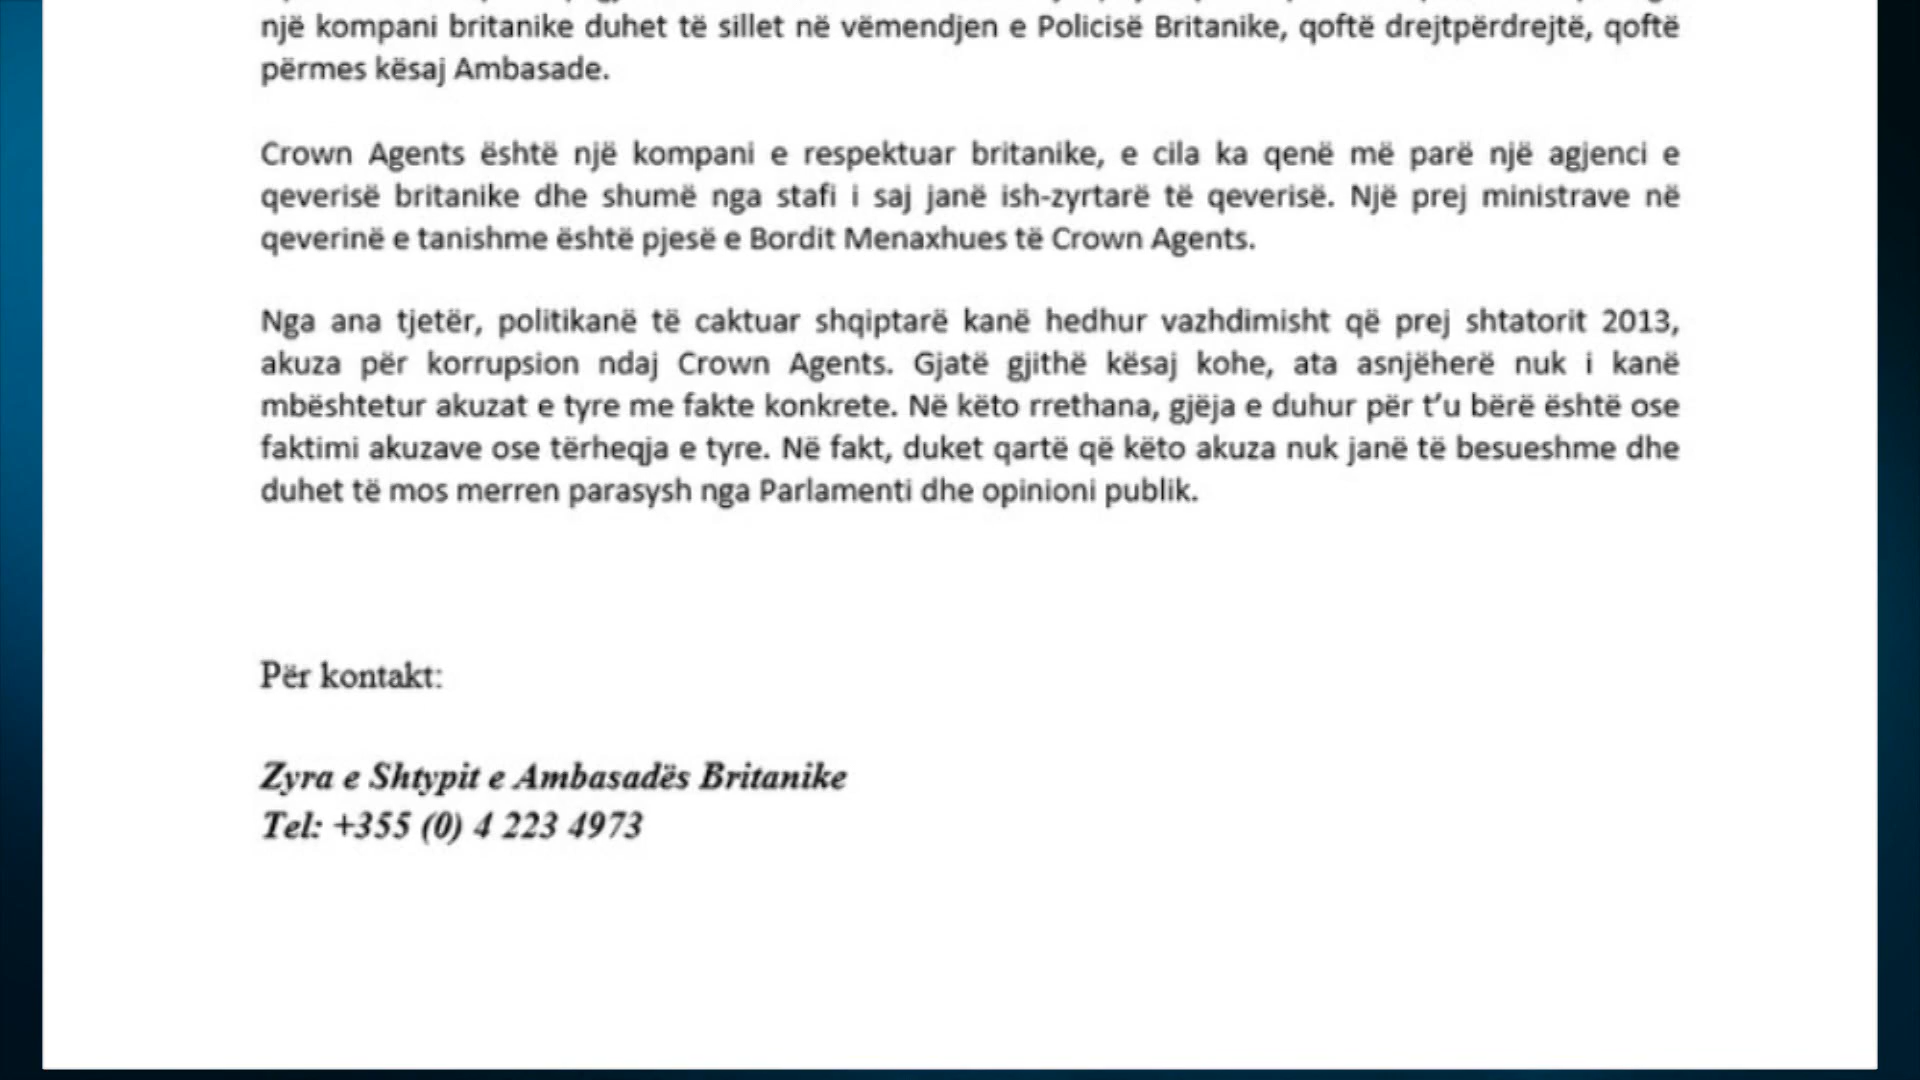 një kompani britanike duhet të sillet në vëmendjen e Policisë Britanike, qoftë drejtpërdrejtë, qoftë
përmes kësaj Ambasade.
Crown Agents është një kompani e respektuar britanike, e cila ka qenë më parë një agjenci e
qeverisë britanike dhe shumë nga stafi i saj janë ish-zyrtarë të qeverisë. Një prej ministrave në
qeverinë e tanishme është pjesë e Bordit Menaxhues të Crown Agents.
Nga ana tjetër, politikanë të caktuar shqiptarë kanë hedhur vazhdimisht që prej shtatorit 2013,
akuza për korrupsion ndaj Crown Agents. Gjatë gjithë kësaj kohe, ata asnjëherë nuk i kanë
mbështetur akuzat e tyre me fakte konkrete. Në këto rrethana, gjëja e duhur për t’u bërë është ose
faktimi akuzave ose tërheqja e tyre. Në fakt, duket qartë që këto akuza nuk janë të besueshme dhe
duhet të mos merren parasysh nga Parlamenti dhe opinioni publik.
Për kontakt:
Zyra e Shtypit e Ambasadës Britanike
Tel: +355 (0) 4 223 4973